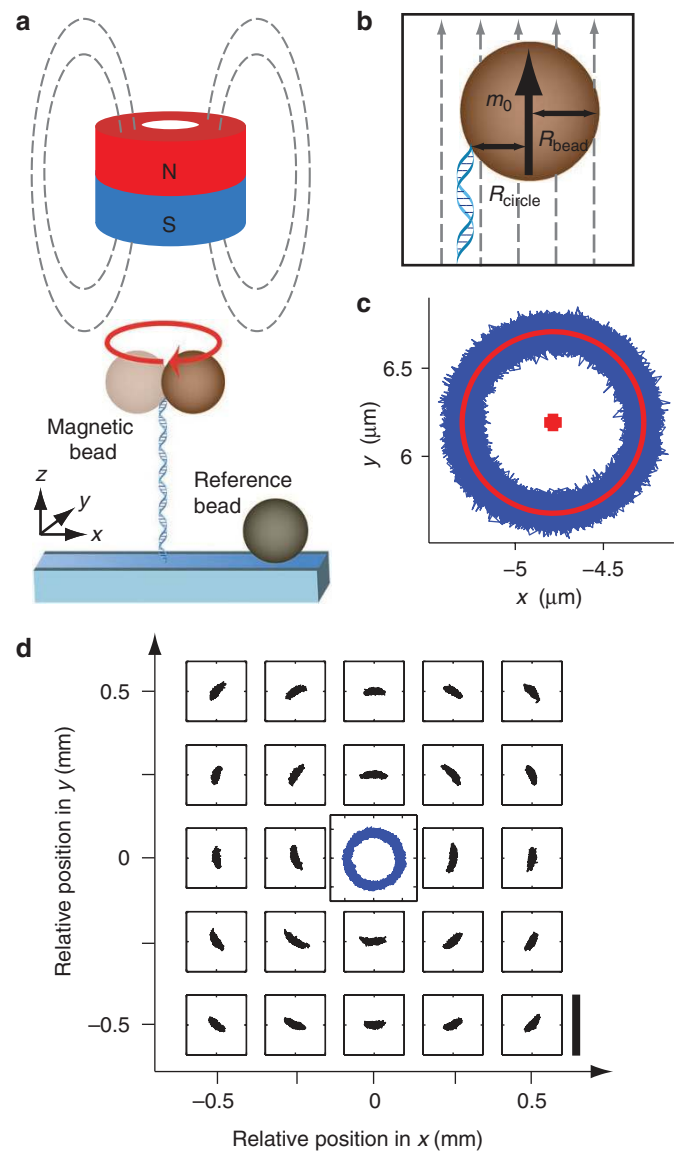 a
N
S
Magnetic
bead
Reference
bead
z
y
x
b
m0
Rbead
Rcircle
c
6.5
6
y (μm)
−5
−4.5
x (μm)
d
0.5
0
−0.5
Relative position in y (mm)
−0.5
0
0.5
Relative position in x (mm)